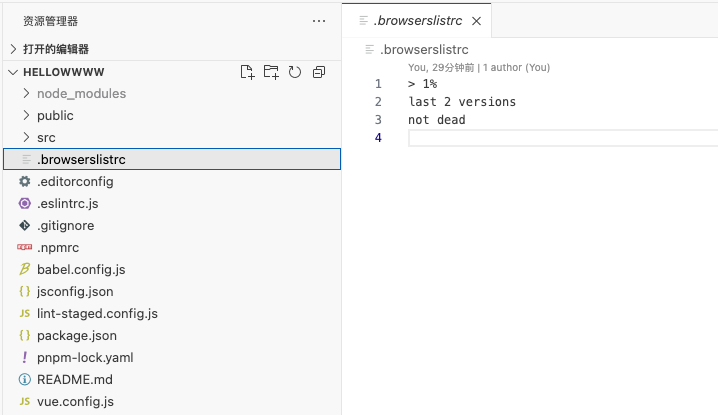 资源管理器
打开的编辑器
HELLOWWW
node_modules
public
src
.browserslistrc
.editorconfig
.eslintrc.js
.gitignore
.npmrc
babel.config.js
jsconfig.json
lint-staged.config.js
package.json
pnpm-lock.yaml
README.md
vue.config.js
.browserslistrc
.browserslistrc
You, 29分钟前 | 1 author (You)
1 > 1%
2 last 2 versions
3 not dead
4